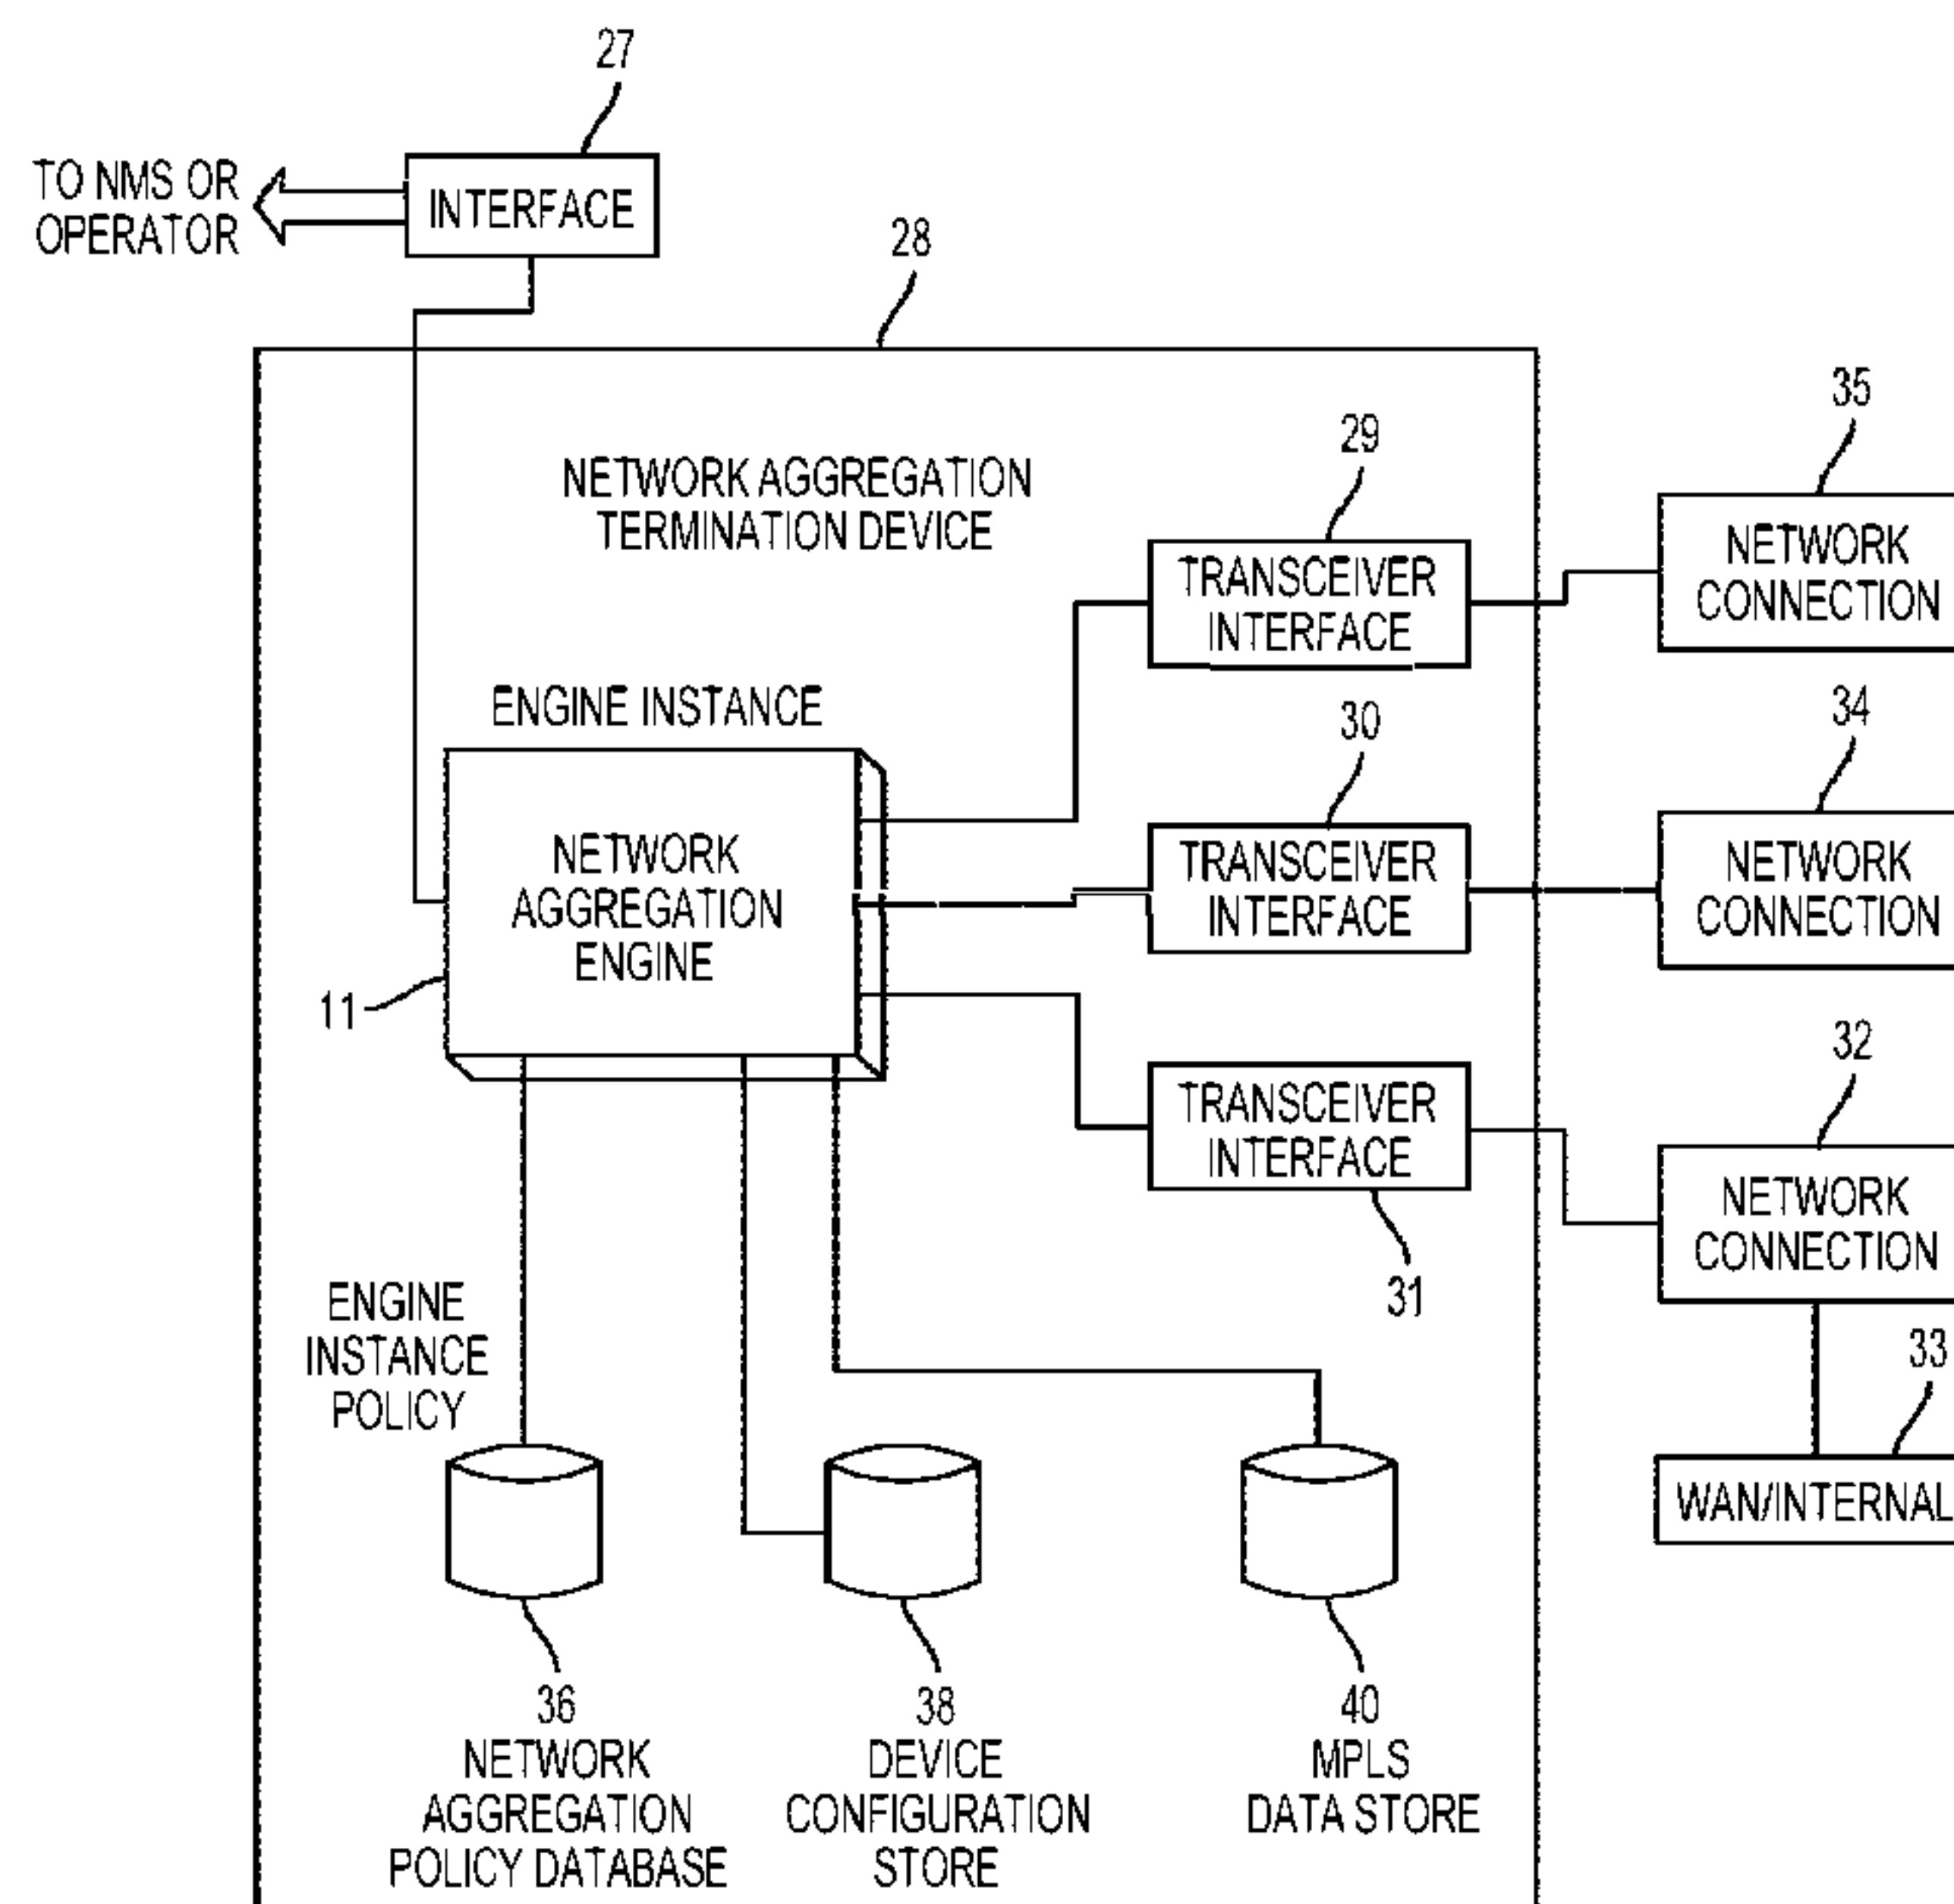 27
TO NMS OR
OPERATOR
INTERFACE
28
35
29
NETWORK AGGREGATION
TERMINATION DEVICE
NETWORK
CONNECTION
TRANSCEIVER
INTERFACE
ENGINE INSTANCE
30
34
NETWORK
AGGREGATION
ENGINE
TRANSCEIVER
INTERFACE
NETWORK
CONNECTION
11
32
TRANSCEIVER
INTERFACE
NETWORK
CONNECTION
31
ENGINE
INSTANCE
POLICY
33
WAN/INTERNAL
36
NETWORK
AGGREGATION
POLICY DATABASE
38
DEVICE
CONFIGURATION
STORE
40
MPLS
DATA STORE